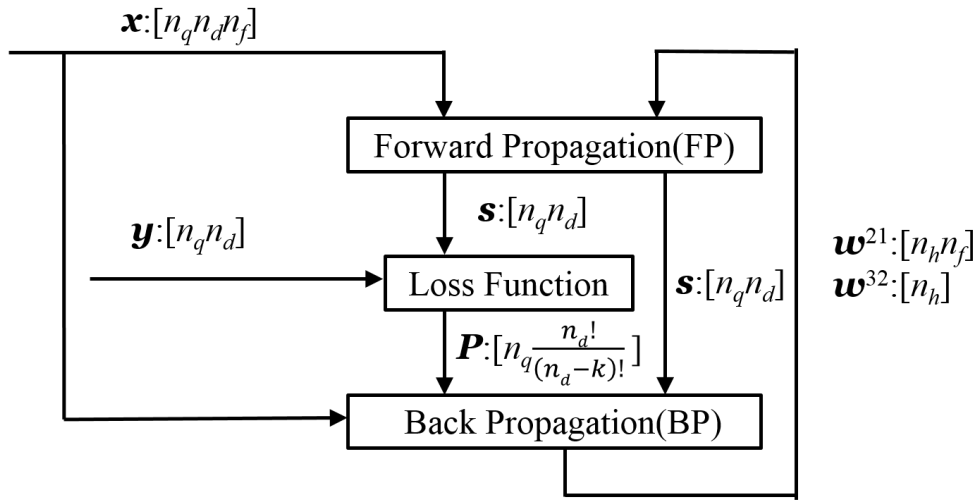 x:[n_q n_d n_f]
Forward Propagation(FP)
s:[n_q n_d]
y:[n_q n_d]
w^21:[n_h n_f]
w^32:[n_h]
Loss Function
s:[n_q n_d]
P:[n_q n_d!/(n_d−k)!]
Back Propagation(BP)